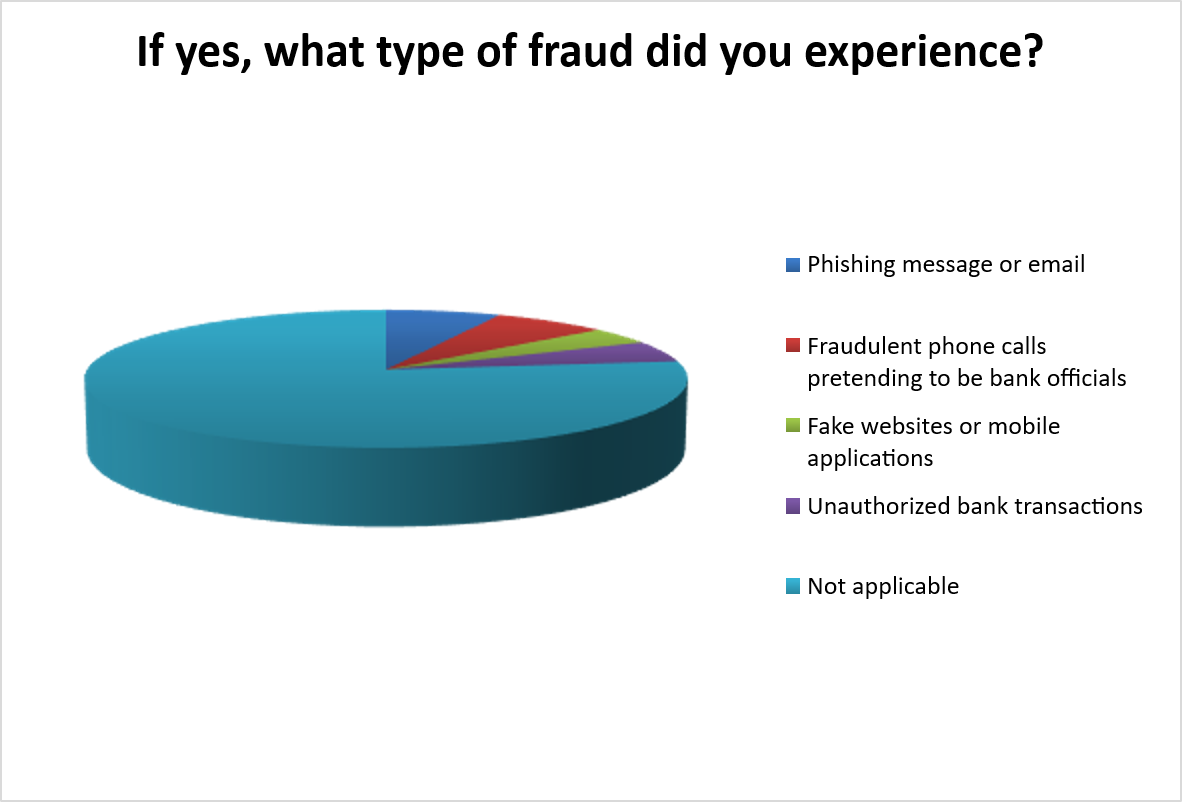 If yes, what type of fraud did you experience?
Phishing message or email
Fraudulent phone calls
pretending to be bank officials
Fake websites or mobile
applications
Unauthorized bank transactions
Not applicable